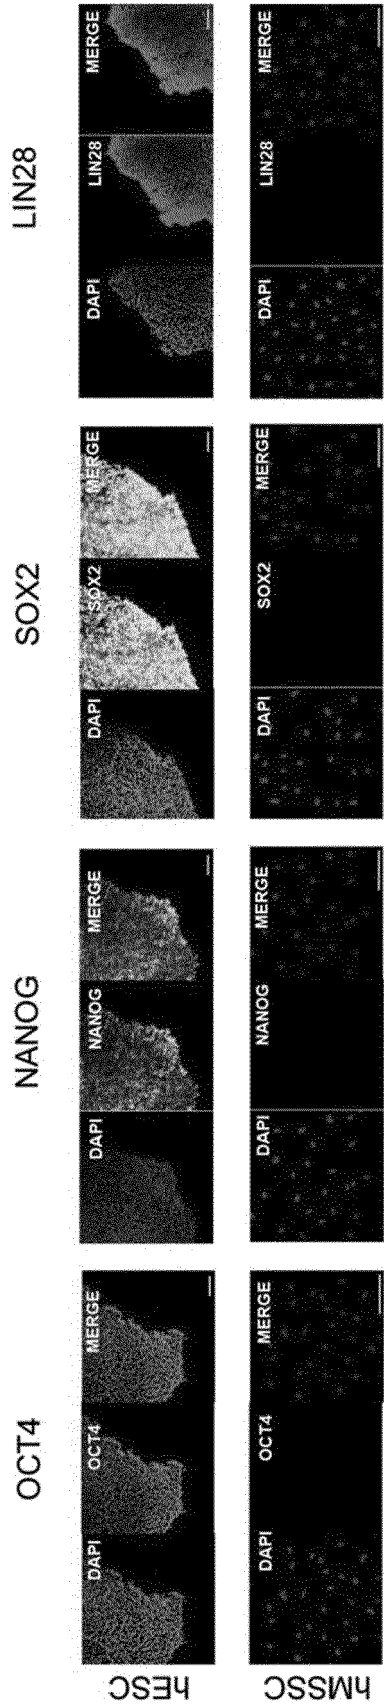 OCT4 NANOG SOX2 LIN28
hESC DAPI OCT4 MERGE DAPI NANOG MERGE DAPI SOX2 MERGE DAPI LIN28 MERGE
hMSSC DAPI OCT4 MERGE DAPI NANOG MERGE DAPI SOX2 MERGE DAPI LIN28 MERGE